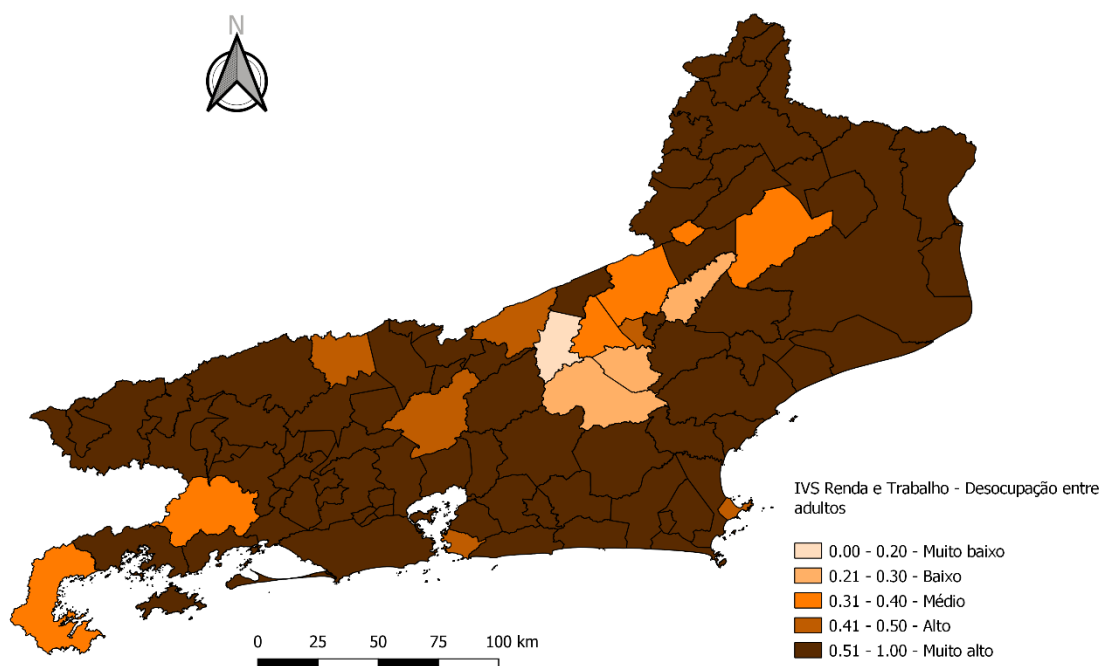 N
IVS Renda e Trabalho - Desocupação entre
adultos
0.00 - 0.20 - Muito baixo
0.21 - 0.30 - Baixo
0.31 - 0.40 - Médio
0.41 - 0.50 - Alto
0.51 - 1.00 - Muito alto
0 25 50 75 100 km